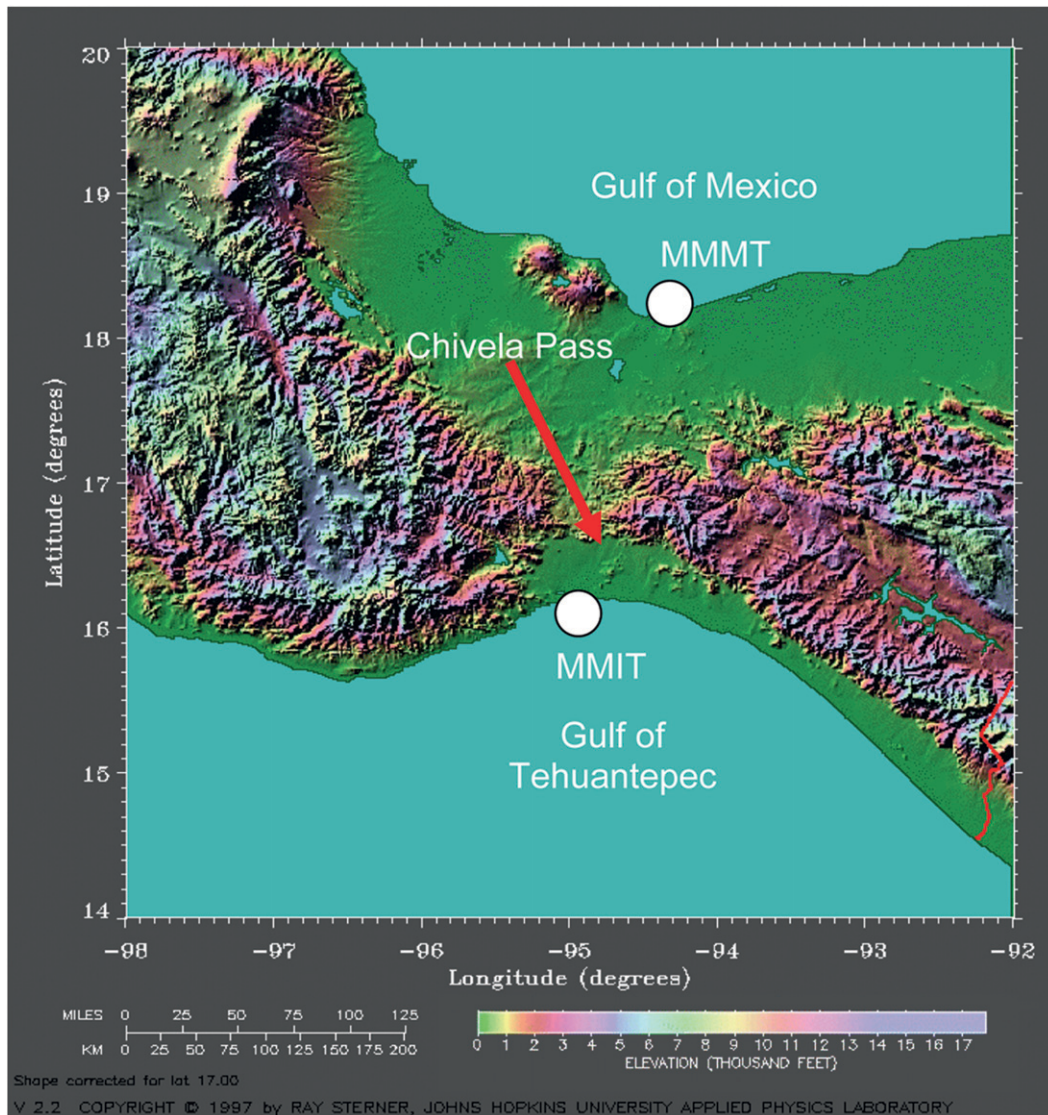 20
19
18
17
16
15
14
Latitude (degrees)
Gulf of Mexico
MMMT
Chivela Pass
MMIT
Gulf of
Tehuantepec
-98 -97 -96 -95 -94 -93 -92
Longitude (degrees)
MILES 0 25 50 75 100 125
KM 0 25 50 75 100 125 150 175 200
0 1 2 3 4 5 6 7 8 9 10 11 12 13 14 15 16 17
ELEVATION (THOUSAND FEET)
Shape corrected for lat 17.00
V 2.2 COPYRIGHT © 1997 by RAY STERNER, JOHNS HOPKINS UNIVERSITY APPLIED PHYSICS LABORATORY